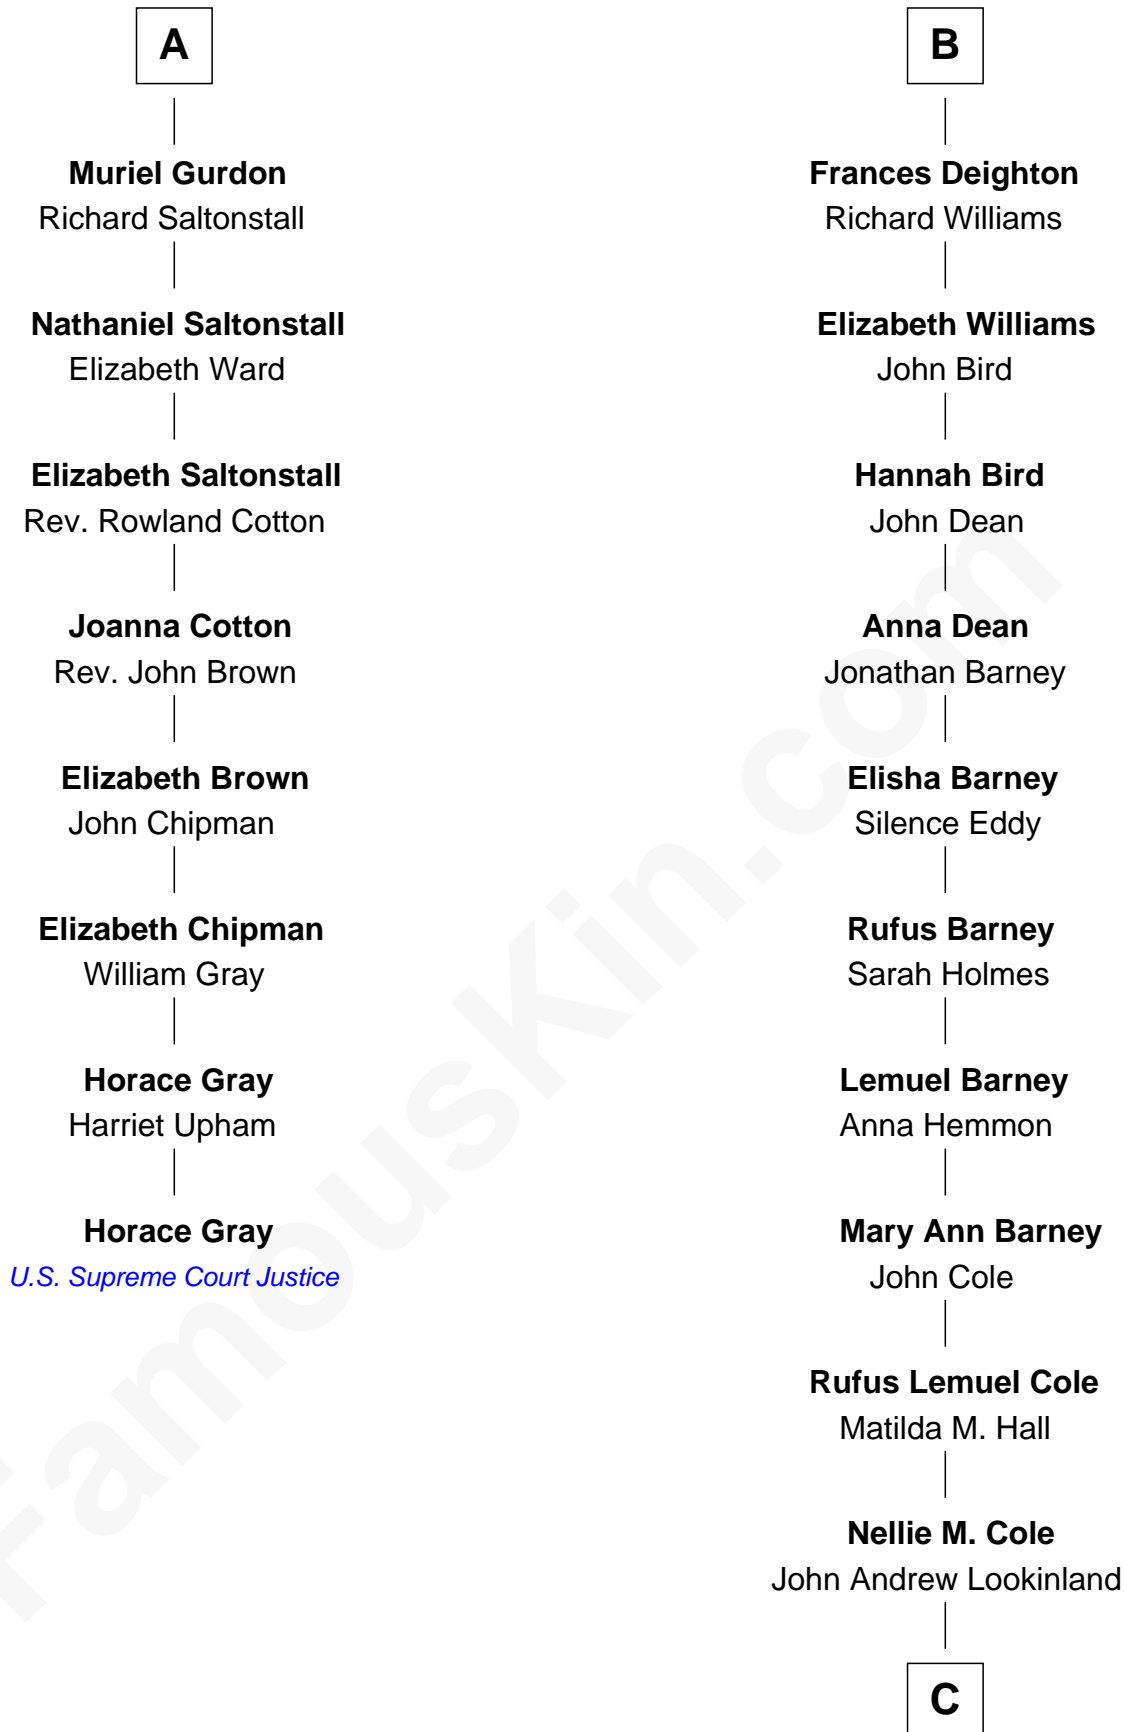 A
Muriel Gurdon
Richard Saltonstall
Nathaniel Saltonstall
Elizabeth Ward
Elizabeth Saltonstall
Rev. Rowland Cotton
Joanna Cotton
Rev. John Brown
Elizabeth Brown
John Chipman
Elizabeth Chipman
William Gray
Horace Gray
Harriet Upham
Horace Gray
U.S. Supreme Court Justice
B
Frances Deighton
Richard Williams
Elizabeth Williams
John Bird
Hannah Bird
John Dean
Anna Dean
Jonathan Barney
Elisha Barney
Silence Eddy
Rufus Barney
Sarah Holmes
Lemuel Barney
Anna Hemmon
Mary Ann Barney
John Cole
Rufus Lemuel Cole
Matilda M. Hall
Nellie M. Cole
John Andrew Lookinland
C
FamousKin.com